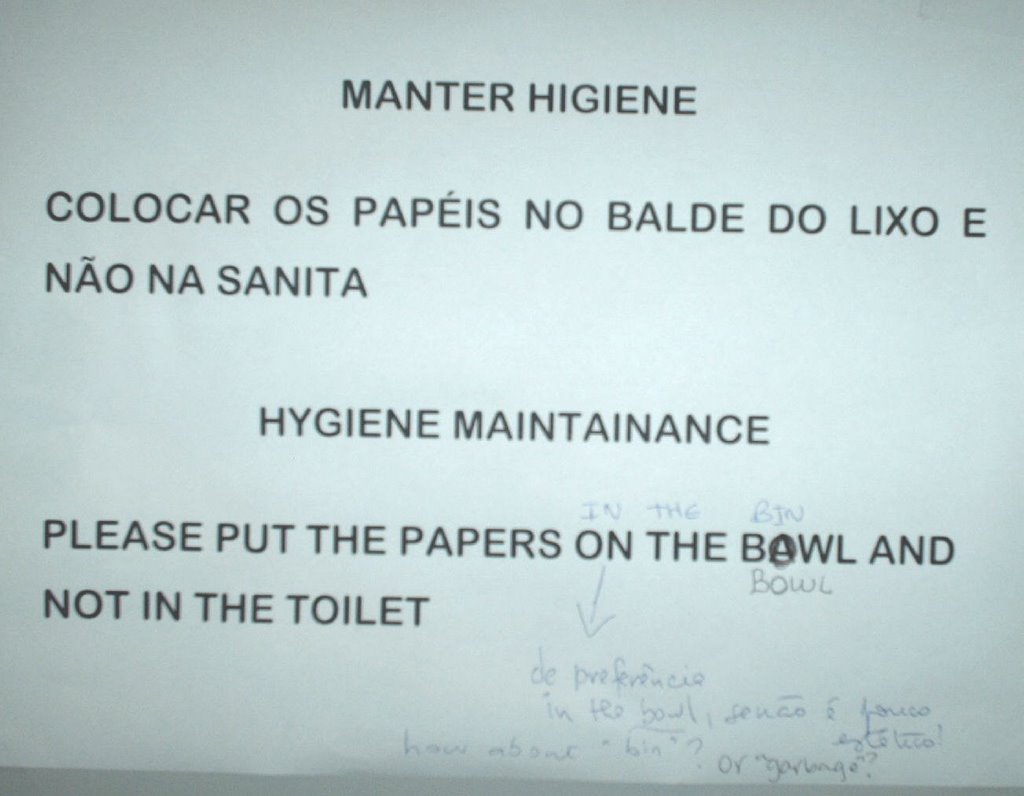 MANTER HIGIENE
COLOCAR OS PAPÉIS NO BALDE DO LIXO E
NÃO NA SANITA
HYGIENE MAINTAINANCE
IN THE BIN
PLEASE PUT THE PAPERS ON THE BAWL AND
BOWL
NOT IN THE TOILET
de preferência
in the bowl, senão é pouco
estético!
how about "bin"?
or "garbage"?